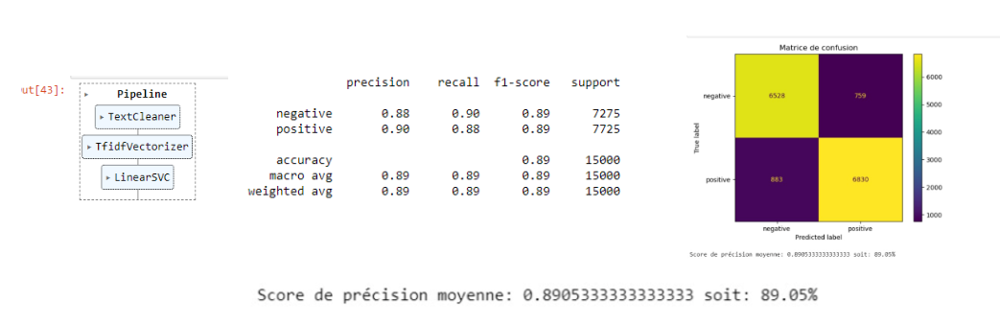 ut[43]:
Pipeline
TextCleaner
TfidfVectorizer
LinearSVC
precision recall f1-score support
negative 0.88 0.90 0.89 7275
positive 0.90 0.88 0.89 7725
accuracy 0.89 15000
macro avg 0.89 0.89 0.89 15000
weighted avg 0.89 0.89 0.89 15000
Matrice de confusion
True label
negative
positive
6528 759
883 6830
negative positive
Predicted label
6000
5000
4000
3000
2000
1000
Score de précision moyenne: 0.8905333333333333 soit: 89.05%
Score de précision moyenne: 0.8905333333333333 soit: 89.05%